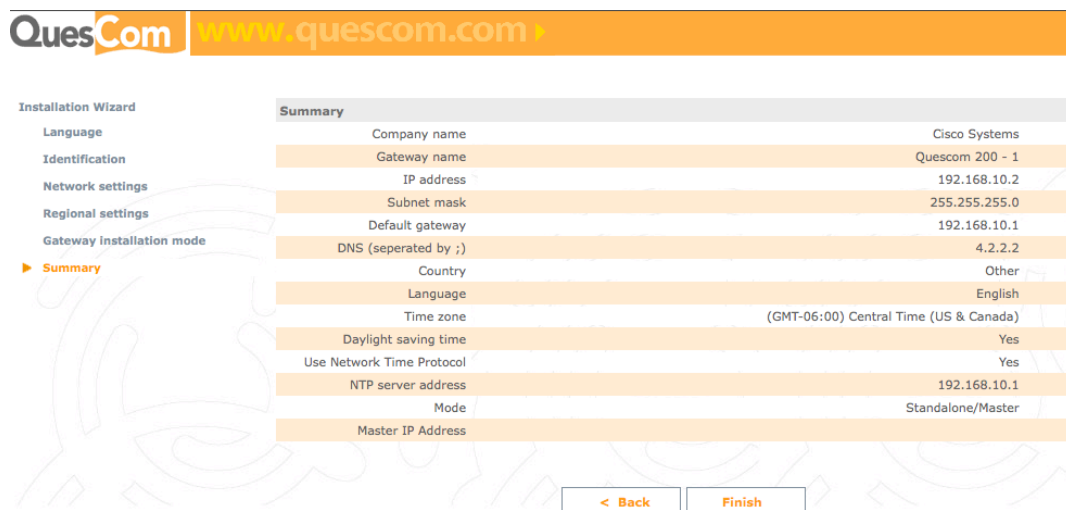 QuesCom www.quescom.com
Installation Wizard
Language
Identification
Network settings
Regional settings
Gateway installation mode
Summary
Summary
Company name Cisco Systems
Gateway name Quescom 200 - 1
IP address 192.168.10.2
Subnet mask 255.255.255.0
Default gateway 192.168.10.1
DNS (seperated by ;) 4.2.2.2
Country Other
Language English
Time zone (GMT-06:00) Central Time (US & Canada)
Daylight saving time Yes
Use Network Time Protocol Yes
NTP server address 192.168.10.1
Mode Standalone/Master
Master IP Address
< Back Finish